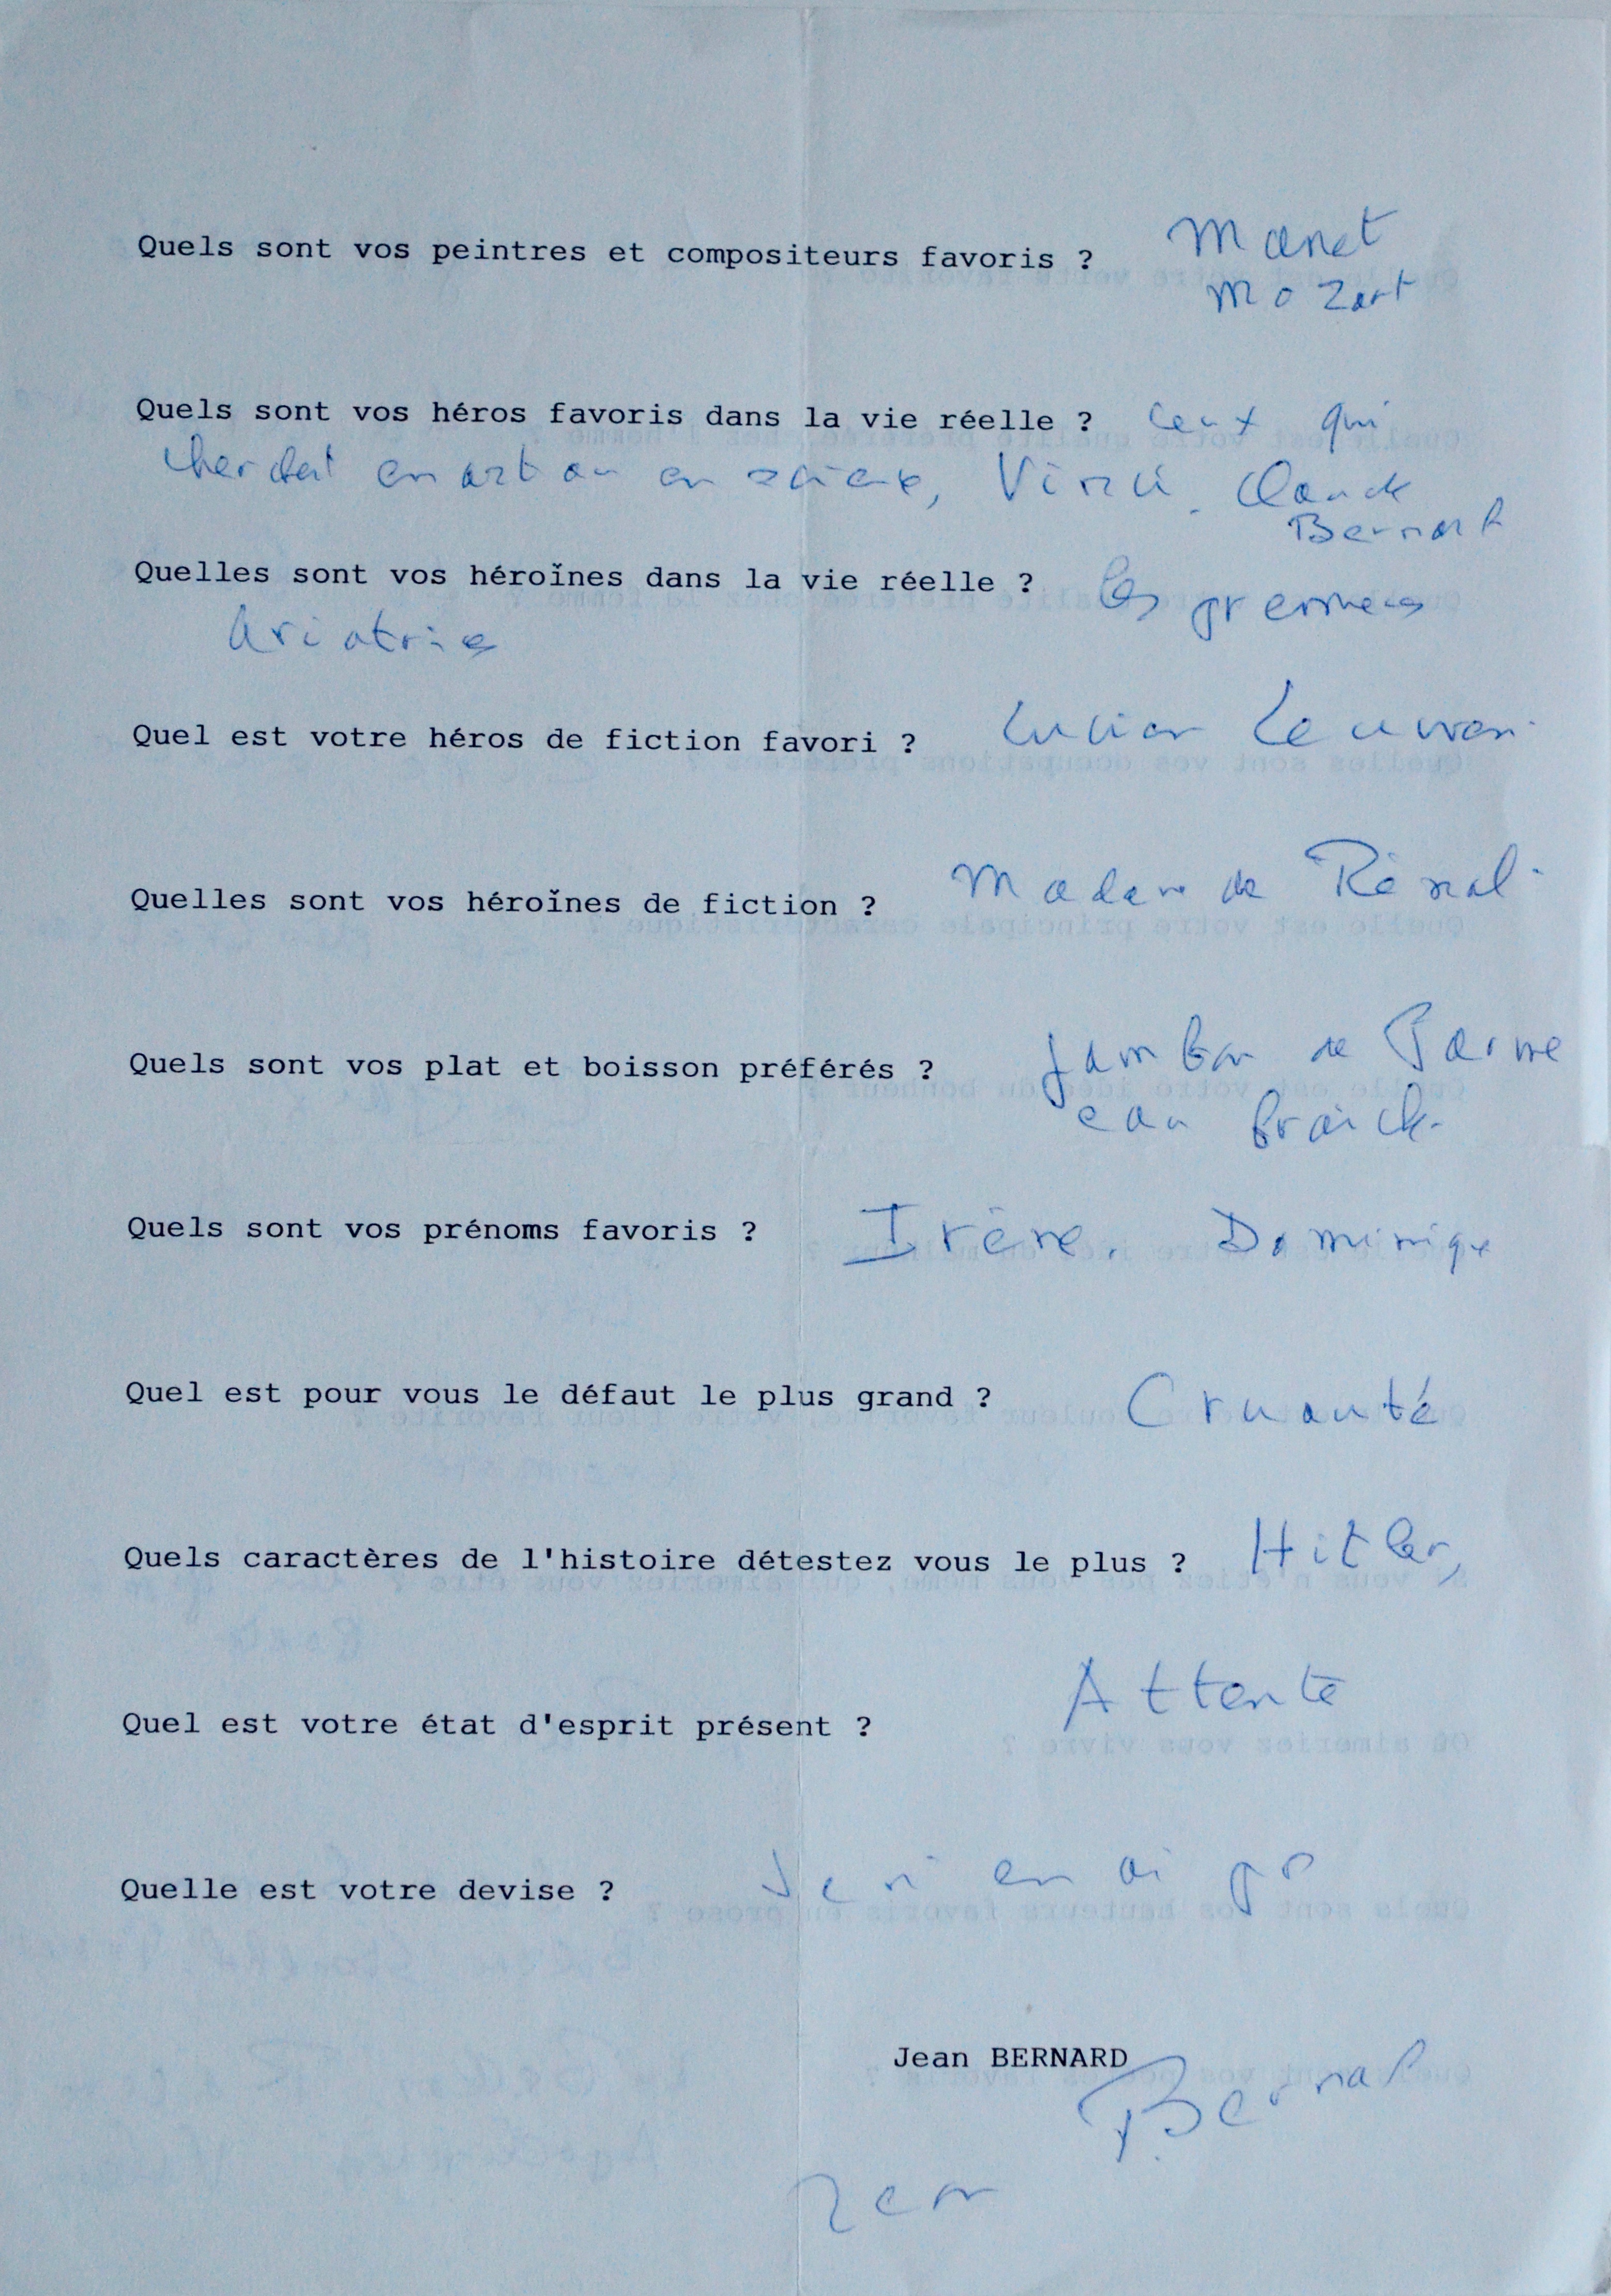 Quels sont vos peintres et compositeurs favoris ? Manet
Mozart
Quels sont vos héros favoris dans la vie réelle ? Ceux qui
cherchent en art ou en science, Vinci. Claude
Bernard
Quelles sont vos héroïnes dans la vie réelle ? les premières
aviatrices
Quel est votre héros de fiction favori ? Lucien Leuwen.
Quelles sont vos héroïnes de fiction ? Madame de Rénal.
Quels sont vos plat et boisson préférés ? Jambon de Parme
eau fraîche
Quels sont vos prénoms favoris ? Irène. Dominique
Quel est pour vous le défaut le plus grand ? Cruauté
Quels caractères de l'histoire détestez vous le plus ? Hitler,
Attente
Quel est votre état d'esprit présent ?
Quelle est votre devise ? Je n'en ai pas
Jean BERNARD
Bernard
Jean